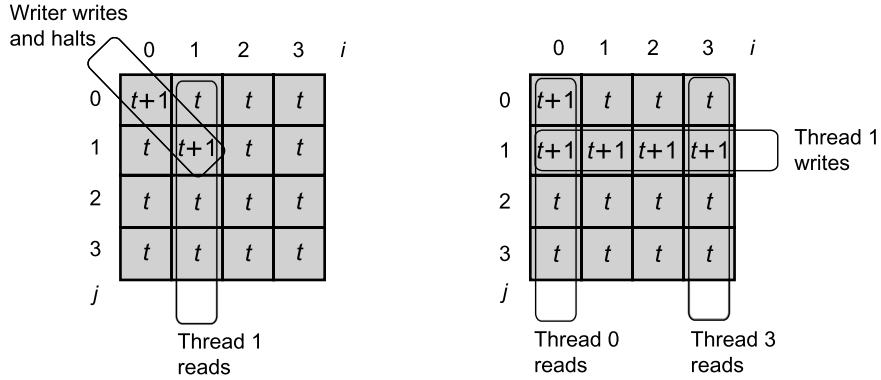 Writer writes
and halts
0 1 2 3 i
0 t+1 t t t
1 t t+1 t t
2 t t t t
3 t t t t
j
Thread 1
reads
0 1 2 3 i
0 t+1 t t t
1 t+1 t+1 t+1 t+1
2 t t t t
3 t t t t
j
Thread 1
writes
Thread 0
reads
Thread 3
reads